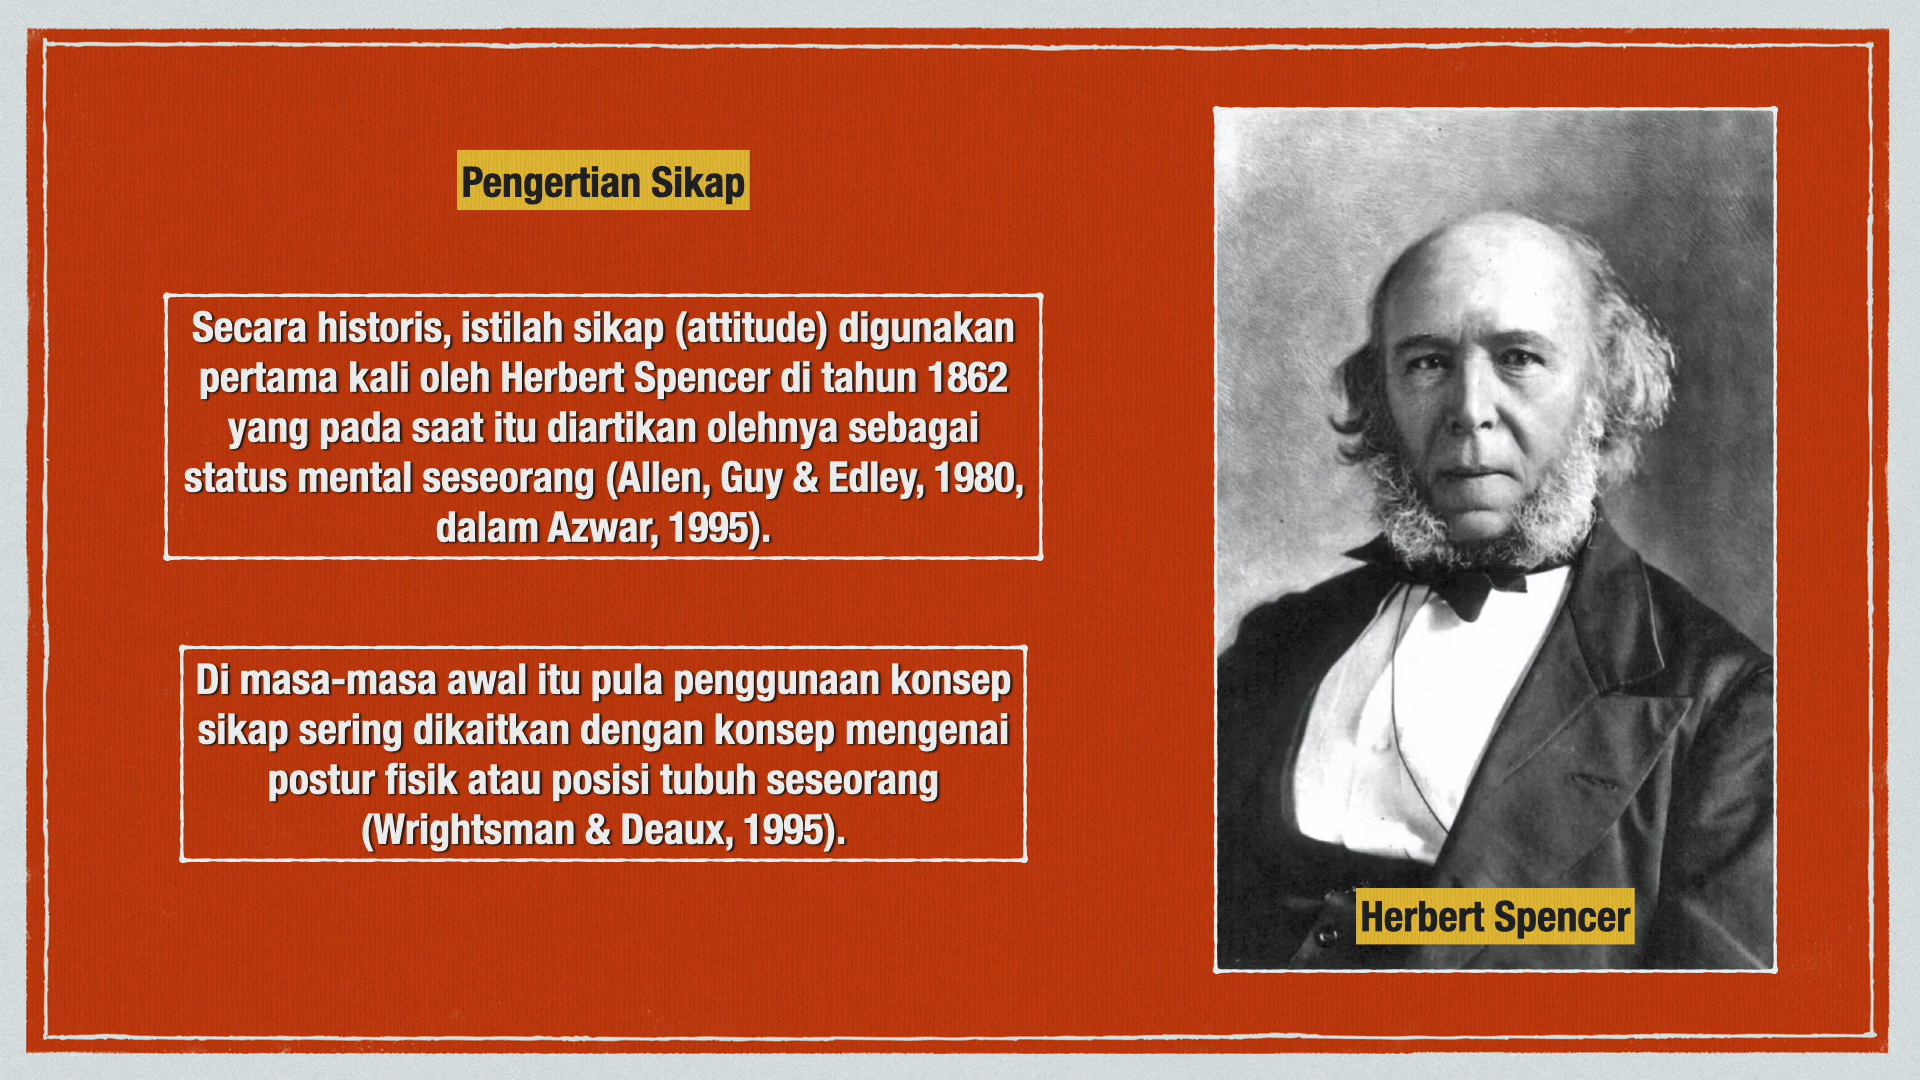 Pengertian Sikap
Secara historis, istilah sikap (attitude) digunakan
pertama kali oleh Herbert Spencer di tahun 1862
yang pada saat itu diartikan olehnya sebagai
status mental seseorang (Allen, Guy & Edley, 1980,
dalam Azwar, 1995).
Di masa-masa awal itu pula penggunaan konsep
sikap sering dikaitkan dengan konsep mengenai
postur fisik atau posisi tubuh seseorang
(Wrightsman & Deaux, 1995).
Herbert Spencer